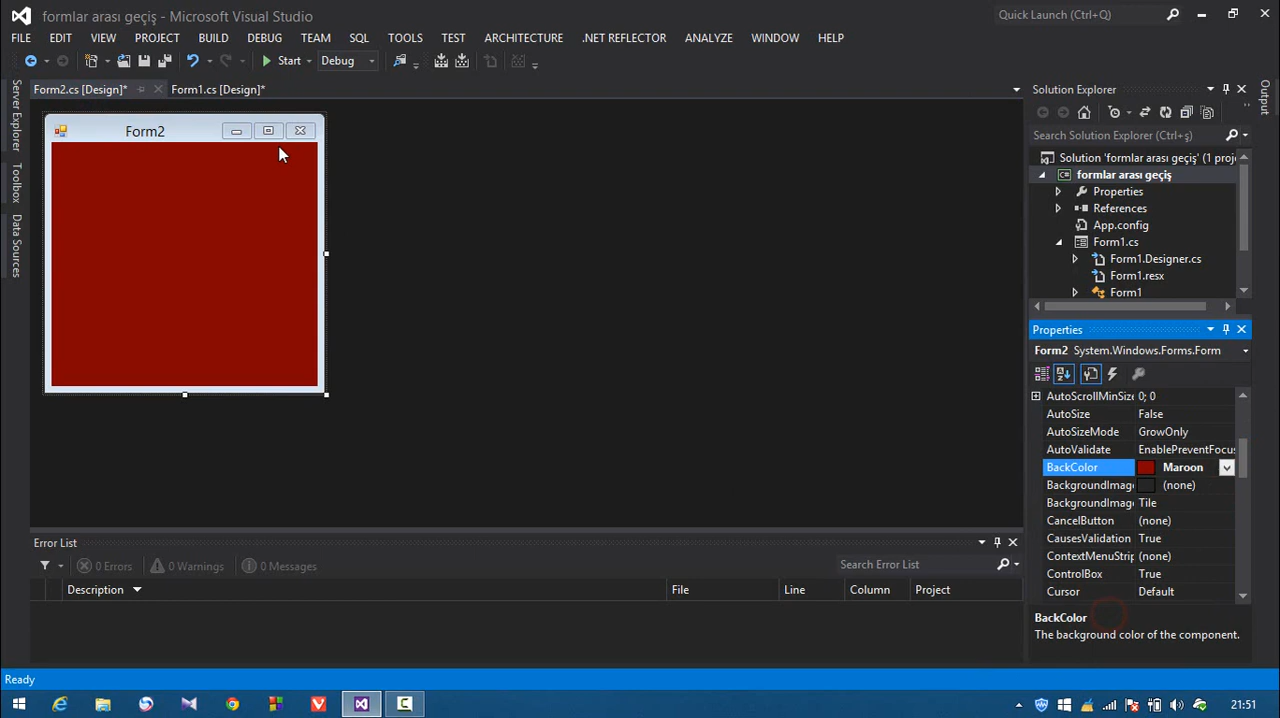 formlar arası geçiş - Microsoft Visual Studio
Quick Launch (Ctrl+Q)
FILE EDIT VIEW PROJECT BUILD DEBUG TEAM SQL TOOLS TEST ARCHITECTURE .NET REFLECTOR ANALYZE WINDOW HELP
Start Debug
Form2.cs [Design]* Form1.cs [Design]*
Server Explorer
Toolbox
Data Sources
Form2
Solution Explorer
Search Solution Explorer (Ctrl+ş)
Solution 'formlar arası geçiş' (1 proje
formlar arası geçiş
Properties
References
App.config
Form1.cs
Form1.Designer.cs
Form1.resx
Form1
Output
Properties
Form2 System.Windows.Forms.Form
AutoScrollMinSize 0; 0
AutoSize False
AutoSizeMode GrowOnly
AutoValidate EnablePreventFocus
BackColor Maroon
BackgroundImag (none)
BackgroundImag Tile
CancelButton (none)
CausesValidation True
ContextMenuStrip (none)
ControlBox True
Cursor Default
BackColor
The background color of the component.
Error List
0 Errors 0 Warnings 0 Messages
Search Error List
Description File Line Column Project
Ready
21:51